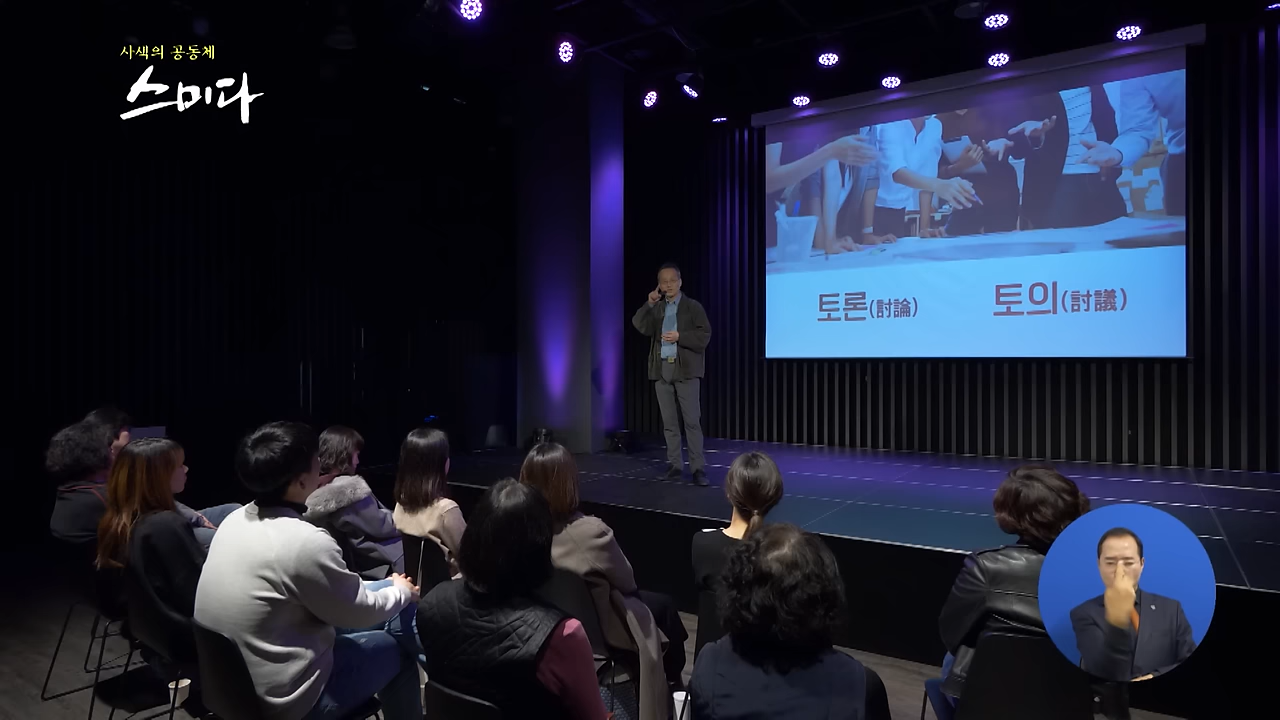 사색의 공동체
스미다
토론(討論) 토의(討議)